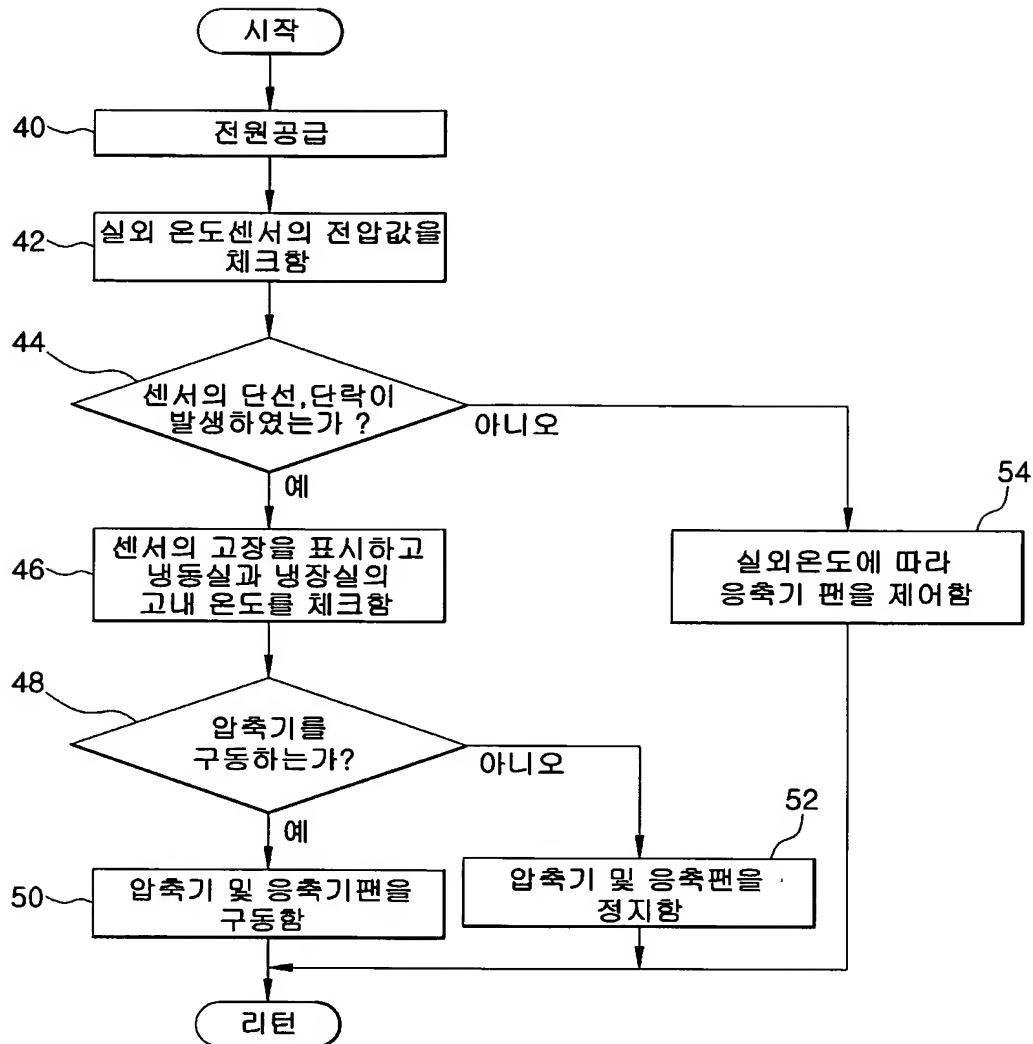 시작
40
전원공급
42
실외 온도센서의 전압값을
체크함
44
센서의 단선,단락이
발생하였는가 ?
아니오
예
54
46
센서의 고장을 표시하고
냉동실과 냉장실의
고내 온도를 체크함
실외온도에 따라
응축기 팬을 제어함
48
압축기를
구동하는가?
아니오
예
52
50
압축기 및 응축기팬을
구동함
압축기 및 응축팬을
정지함
리턴